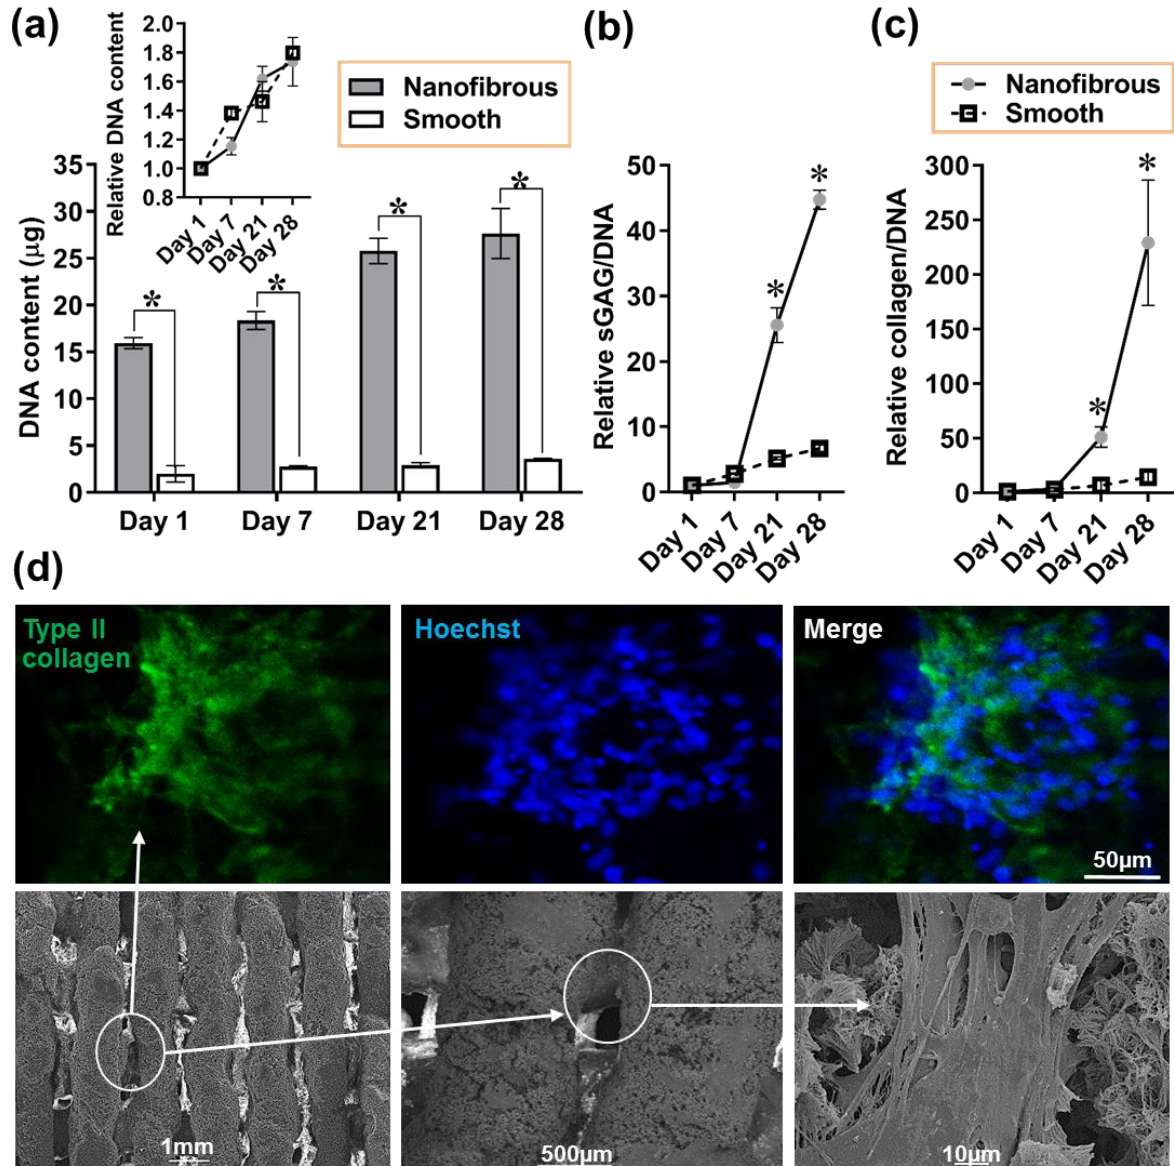 (a)
Relative DNA content
2.0
1.8
1.6
1.4
1.2
1.0
0.8
Day 1
Day 7
Day 21
Day 28
Nanofibrous
Smooth
DNA content (μg)
35
30
25
20
15
10
5
0
*
*
*
*
Day 1
Day 7
Day 21
Day 28
(b)
Relative sGAG/DNA
50
40
30
20
10
0
*
*
Day 1
Day 7
Day 21
Day 28
(c)
Nanofibrous
Smooth
Relative collagen/DNA
300
250
200
150
100
50
0
*
*
Day 1
Day 7
Day 21
Day 28
(d)
Type II
collagen
Hoechst
Merge
50μm
1mm
500μm
10μm